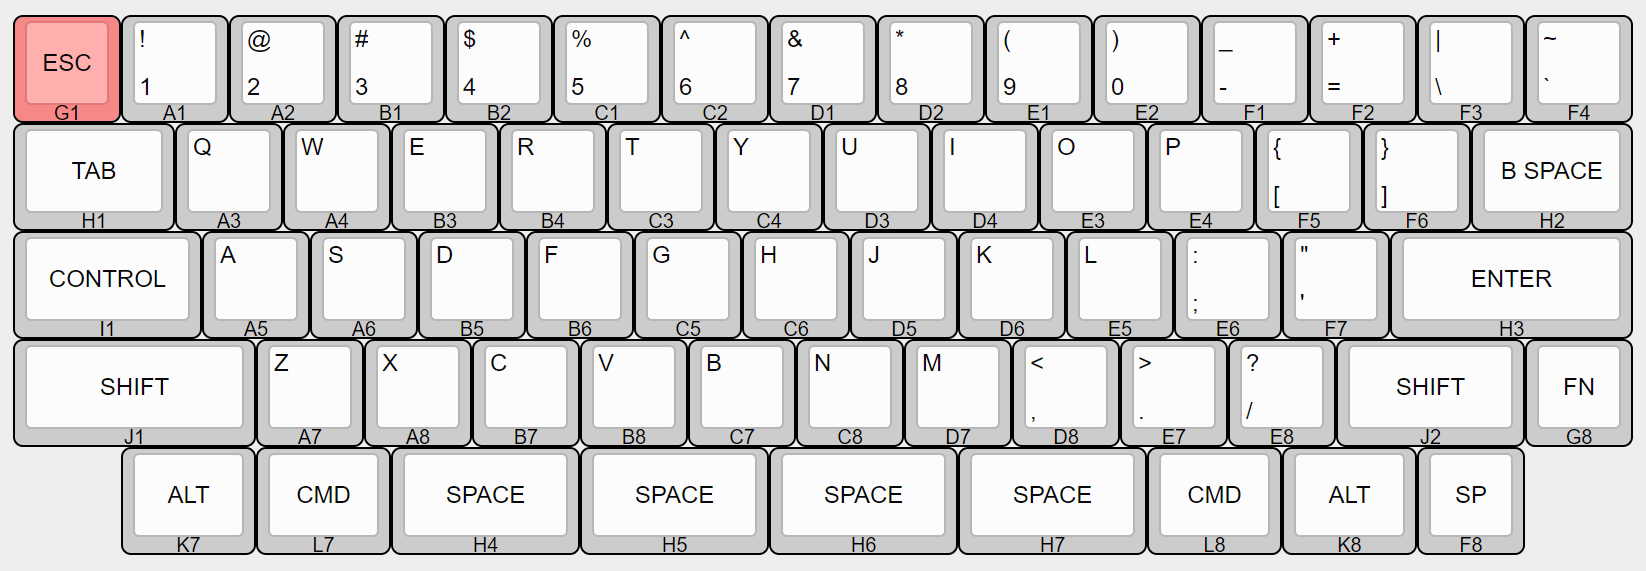 ESC ! @ # $ % ^ & * ( ) _ + | ~
1 2 3 4 5 6 7 8 9 0 - = \ `
G1 A1 A2 B1 B2 C1 C2 D1 D2 E1 E2 F1 F2 F3 F4
TAB Q W E R T Y U I O P { } B SPACE
[ ]
H1 A3 A4 B3 B4 C3 C4 D3 D4 E3 E4 F5 F6 H2
CONTROL A S D F G H J K L : " ENTER
; '
I1 A5 A6 B5 B6 C5 C6 D5 D6 E5 E6 F7 H3
SHIFT Z X C V B N M < > ? SHIFT FN
, . /
J1 A7 A8 B7 B8 C7 C8 D7 D8 E7 E8 J2 G8
ALT CMD SPACE SPACE SPACE SPACE CMD ALT SP
K7 L7 H4 H5 H6 H7 L8 K8 F8